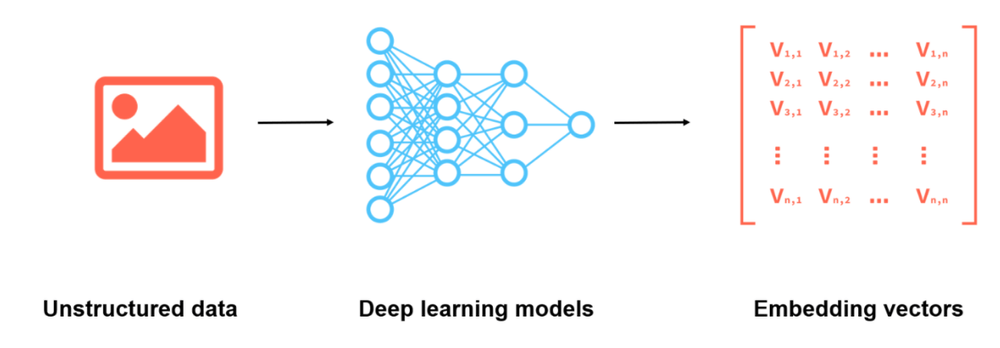 V1,1 V1,2 ... V1,n
V2,1 V2,2 ... V2,n
V3,1 V3,2 ... V3,n
⋮ ⋮ ⋮ ⋮
Vn,1 Vn,2 ... Vn,n
Unstructured data
Deep learning models
Embedding vectors